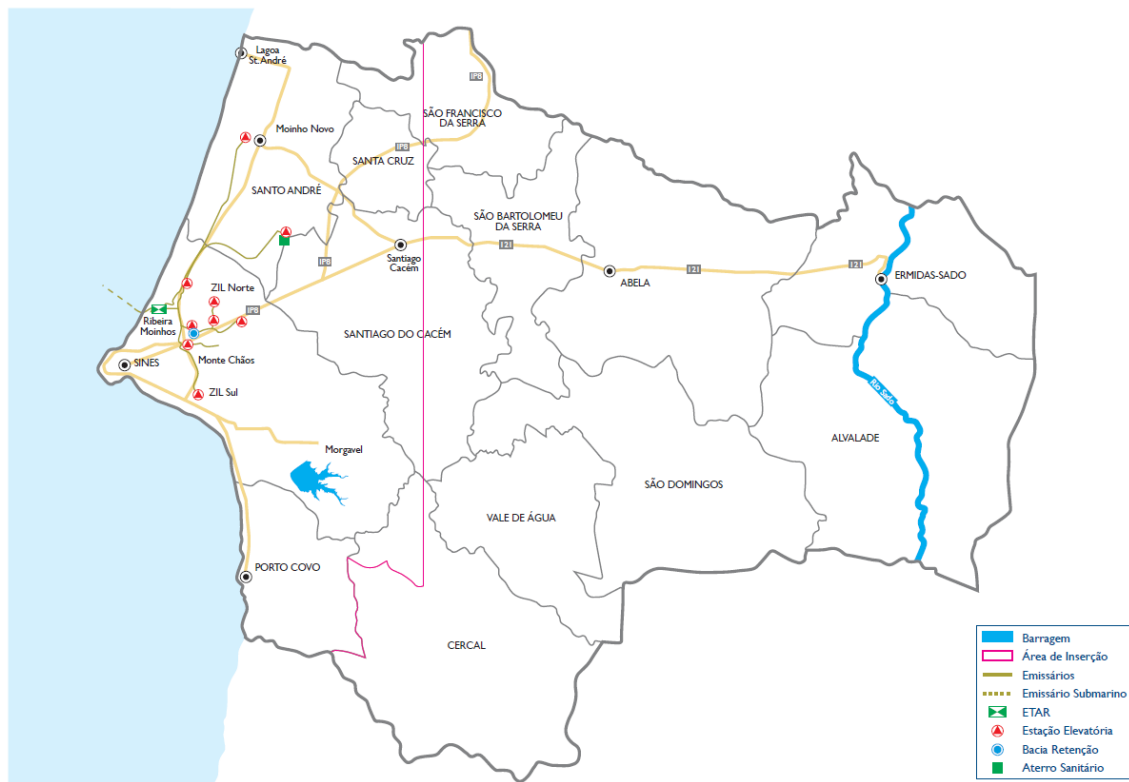 Lagoa
St. André
IP8
SÃO FRANCISCO
DA SERRA
Moinho Novo
IP8
SANTA CRUZ
SANTO ANDRÉ
SÃO BARTOLOMEU
DA SERRA
I21
Santiago
Cacém
IP8
I21
I21
ABELA
ERMIDAS-SADO
ZIL Norte
IP8
Ribeira
Moinhos
SANTIAGO DO CACÉM
SINES
Monte Chãos
ZIL Sul
Rio Sado
ALVALADE
Morgavel
SÃO DOMINGOS
VALE DE ÁGUA
PORTO COVO
CERCAL
Barragem
Área de Inserção
Emissários
Emissário Submarino
ETAR
Estação Elevatória
Bacia Retenção
Aterro Sanitário